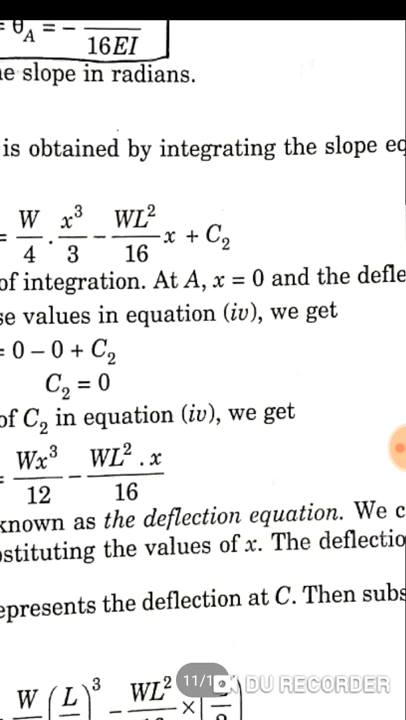 = θ_A = − 16EI
e slope in radians.
is obtained by integrating the slope eq
= W/4 . x³/3 − WL²/16 x + C₂
of integration. At A, x = 0 and the defle
se values in equation (iv), we get
= 0 − 0 + C₂
C₂ = 0
of C₂ in equation (iv), we get
= Wx³/12 − WL² . x/16
known as the deflection equation. We c
ostituting the values of x. The deflectio
epresents the deflection at C. Then subs
W (L)³ − WL² × (
11/1
DU RECORDER